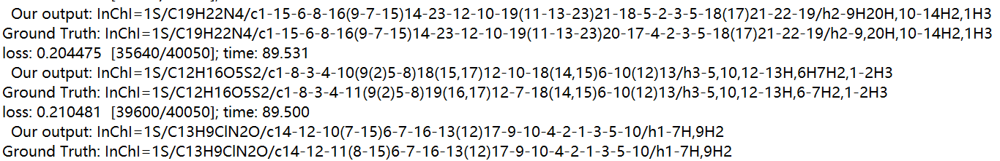 Our output: InChI=1S/C19H22N4/c1-15-6-8-16(9-7-15)14-23-12-10-19(11-13-23)21-18-5-2-3-5-18(17)21-22-19/h2-9H20H,10-14H2,1H3
Ground Truth: InChI=1S/C19H22N4/c1-15-6-8-16(9-7-15)14-23-12-10-19(11-13-23)20-17-4-2-3-5-18(17)21-22-19/h2-9,20H,10-14H2,1H3
loss: 0.204475 [35640/40050]; time: 89.531
Our output: InChI=1S/C12H16O5S2/c1-8-3-4-10(9(2)5-8)18(15,17)12-10-18(14,15)6-10(12)13/h3-5,10,12-13H,6H7H2,1-2H3
Ground Truth: InChI=1S/C12H16O5S2/c1-8-3-4-11(9(2)5-8)19(16,17)12-7-18(14,15)6-10(12)13/h3-5,10,12-13H,6-7H2,1-2H3
loss: 0.210481 [39600/40050]; time: 89.500
Our output: InChI=1S/C13H9ClN2O/c14-12-10(7-15)6-7-16-13(12)17-9-10-4-2-1-3-5-10/h1-7H,9H2
Ground Truth: InChI=1S/C13H9ClN2O/c14-12-11(8-15)6-7-16-13(12)17-9-10-4-2-1-3-5-10/h1-7H,9H2